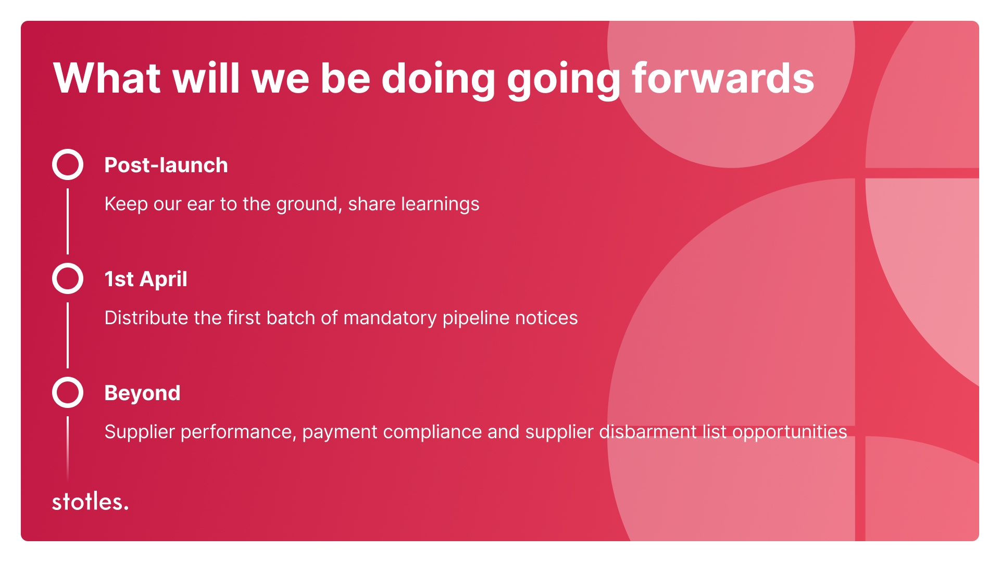 What will we be doing going forwards
Post-launch
Keep our ear to the ground, share learnings
1st April
Distribute the first batch of mandatory pipeline notices
Beyond
Supplier performance, payment compliance and supplier disbarment list opportunities
stotles.